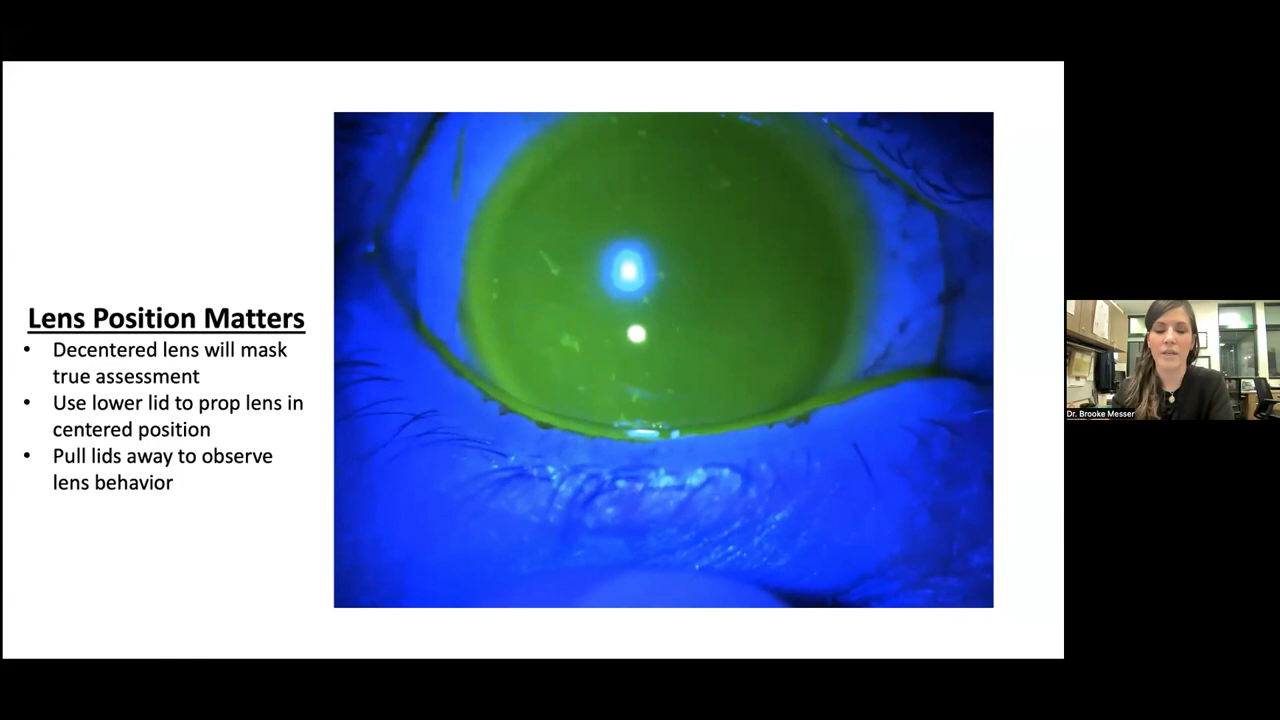 Lens Position Matters
• Decentered lens will mask
true assessment
• Use lower lid to prop lens in
centered position
• Pull lids away to observe
lens behavior
Dr. Brooke Messer